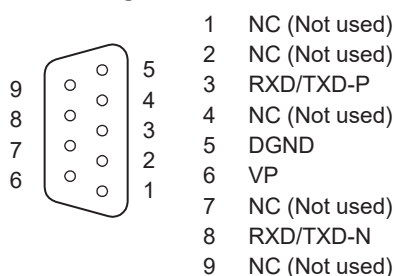 1 NC (Not used)
2 NC (Not used)
3 RXD/TXD-P
4 NC (Not used)
5 DGND
6 VP
7 NC (Not used)
8 RXD/TXD-N
9 NC (Not used)
5
9
4
8
3
7
2
6
1